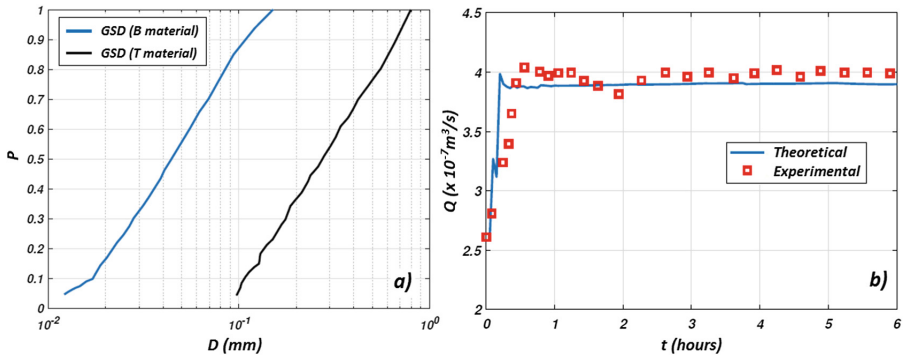 GSD (B material)
GSD (T material)
1
0.9
0.8
0.7
0.6
0.5
0.4
0.3
0.2
0.1
0
P
10⁻²
10⁻¹
10⁰
D (mm)
a)
4.5
4
3.5
3
2.5
2
Q (x 10⁻⁷m³/s)
Theoretical
Experimental
0 1 2 3 4 5 6
t (hours)
b)